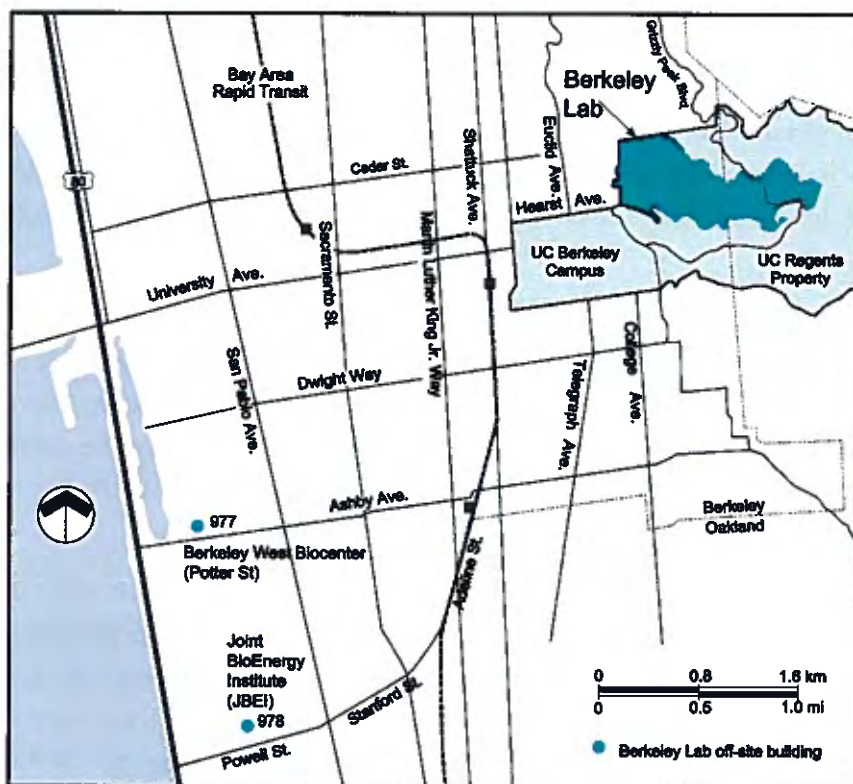 Bay Area
Rapid Transit
Grizzly Peak Blvd.
Berkeley
Lab
80
Cedar St.
Shattuck Ave.
Euclid Ave.
Hearst Ave.
Sacramento St.
Martin Luther King Jr. Way
UC Berkeley
Campus
UC Regents
Property
University Ave.
San Pablo Ave.
Dwight Way
Telegraph Ave.
College Ave.
Ashby Ave.
977
Berkeley West Biocenter
(Potter St)
Berkeley
Oakland
Adeline St.
Joint
BioEnergy
Institute
(JBEI)
978
Stanford St.
Powell St.
0 0.8 1.6 km
0 0.5 1.0 mi
Berkeley Lab off-site building